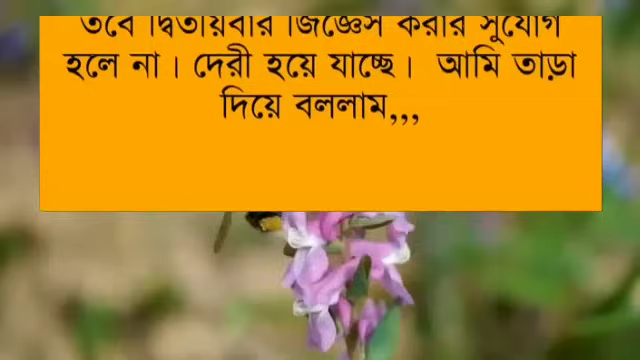 তবে দ্বিতীয়বার জিজ্ঞেস করার সুযোগ
হলে না। দেরী হয়ে যাচ্ছে। আমি তাড়া
দিয়ে বললাম,,,